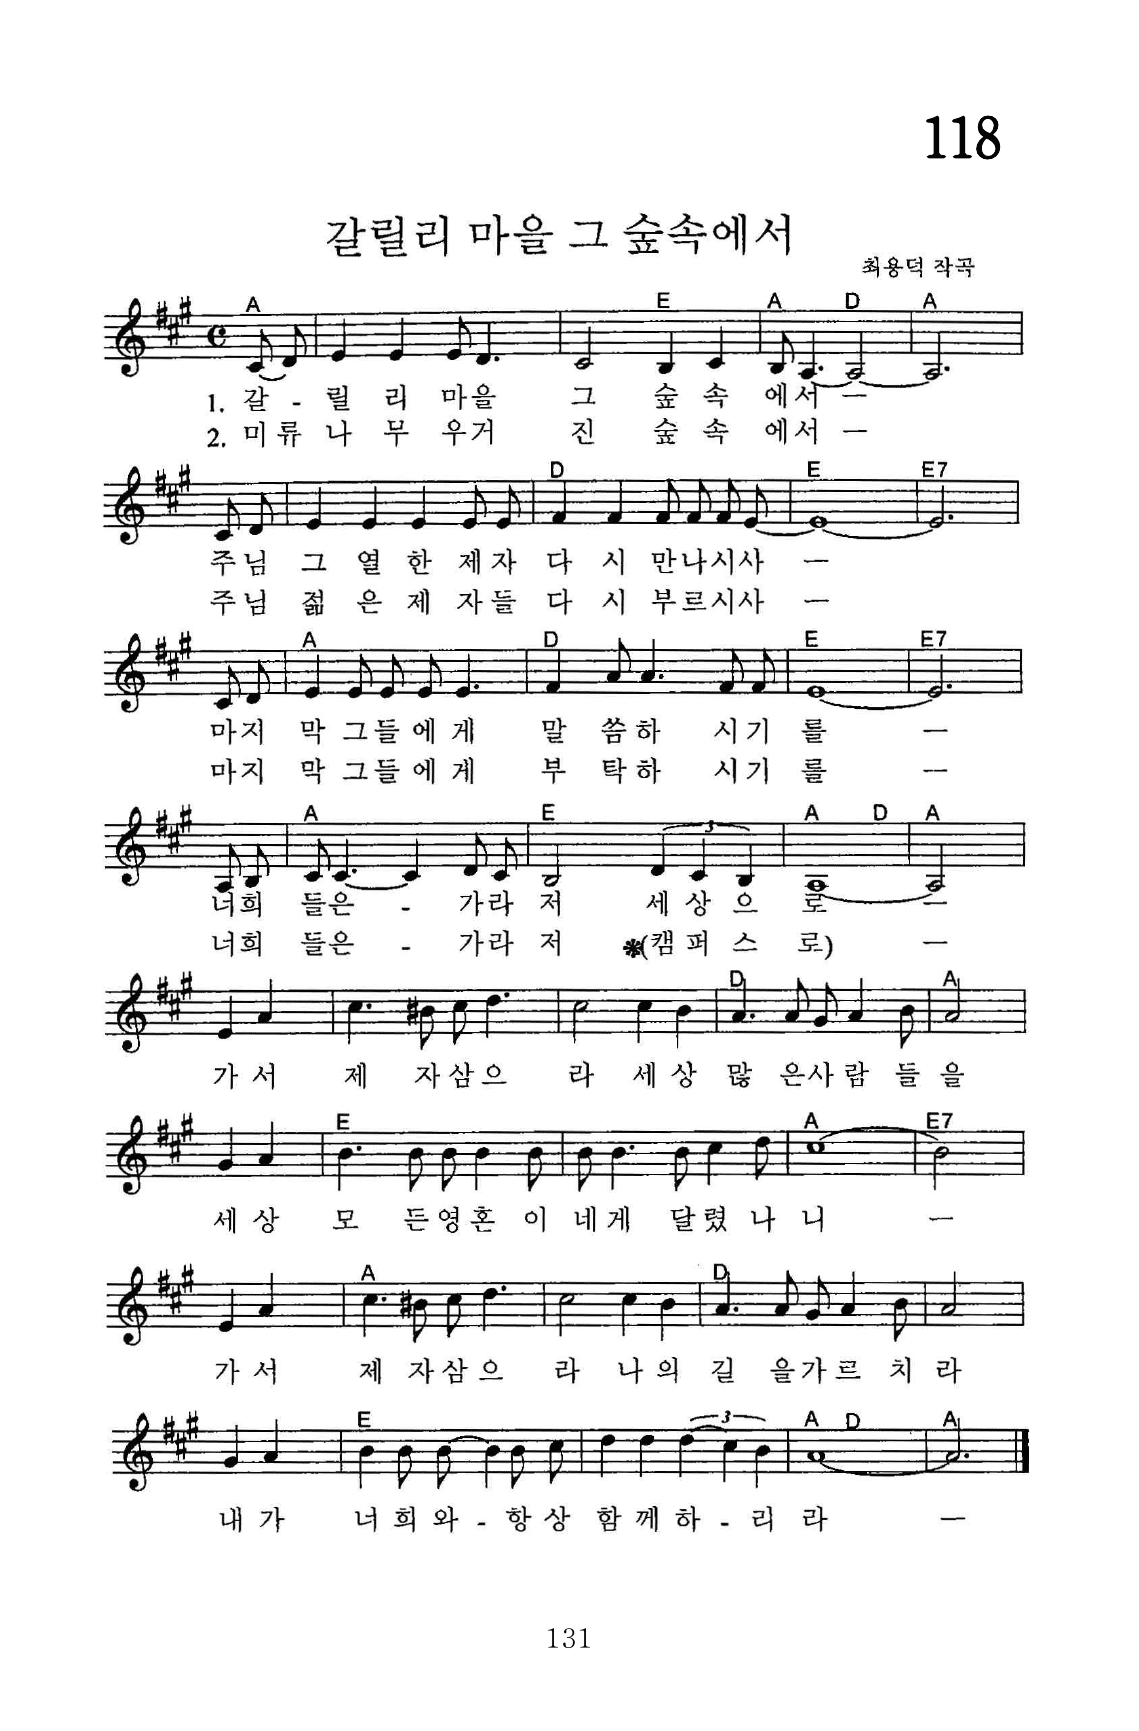 118
갈릴리 마을 그 숲속에서
최용덕 작곡
A E A D A
1. 갈 - 릴 리 마을 그 숲 속 에서 ㅡ
2. 미 류 나 무 우거 진 숲 속 에서 ㅡ
D E E7
주님 그 열 한 제자 다 시 만나시사 ㅡ
주님 젊 은 제 자들 다 시 부르시사 ㅡ
A D E E7
마지 막 그들 에 게 말 씀 하 시기 를 ㅡ
마지 막 그들 에 게 부 탁 하 시기 를 ㅡ
A E 3 A D A
너희 들은 - 가라 저 세 상 으 로 ㅡ
너희 들은 - 가라 저 *(캠 퍼 스 로) ㅡ
D A
가 서 제 자삼으 라 세 상 많 은사 람 들 을
E A E7
세 상 모 든영 혼 이 네게 달렸 나 니 ㅡ
A D
가 서 제 자삼으 라 나 의 길 을가르 치 라
E 3 A D A
내 가 너 희 와 - 항 상 함 께 하 - 리 라 ㅡ
131